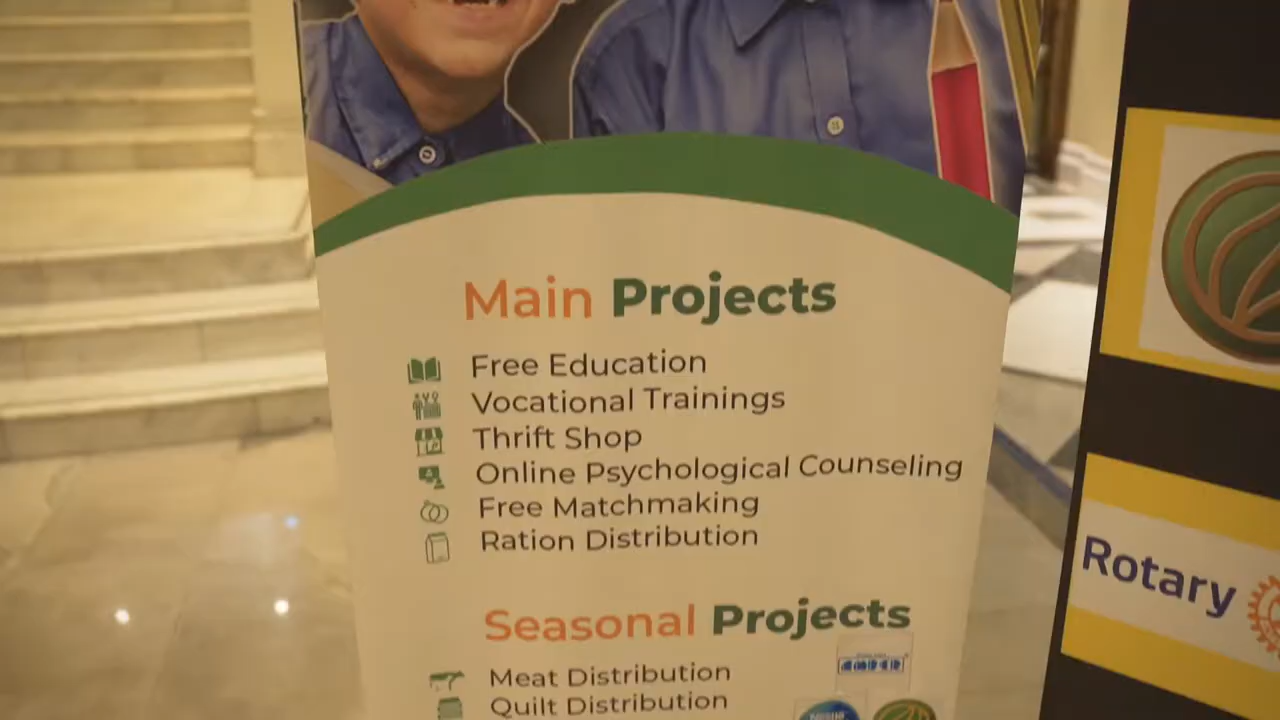 Main Projects
Free Education
Vocational Trainings
Thrift Shop
Online Psychological Counseling
Free Matchmaking
Ration Distribution
Seasonal Projects
Meat Distribution
Quilt Distribution
Rotary